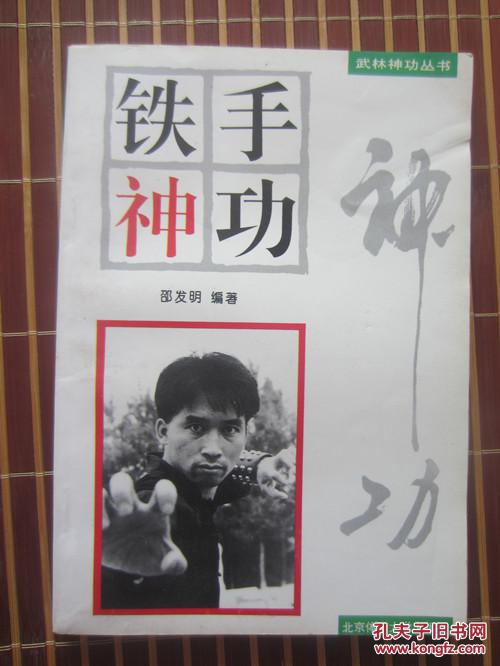 武林神功丛书
铁手
神功
神功
邵发明 编著
北京
孔夫子旧书网
www.kongfz.com